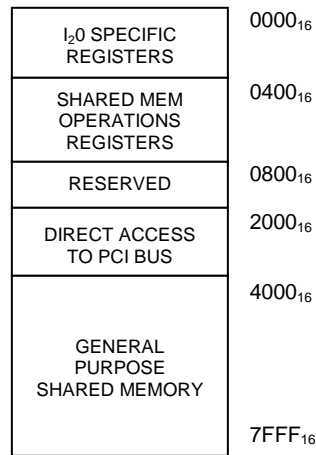 I₂0 SPECIFIC
REGISTERS
0000₁₆
SHARED MEM
OPERATIONS
REGISTERS
0400₁₆
RESERVED
0800₁₆
DIRECT ACCESS
TO PCI BUS
2000₁₆
GENERAL
PURPOSE
SHARED MEMORY
4000₁₆
7FFF₁₆